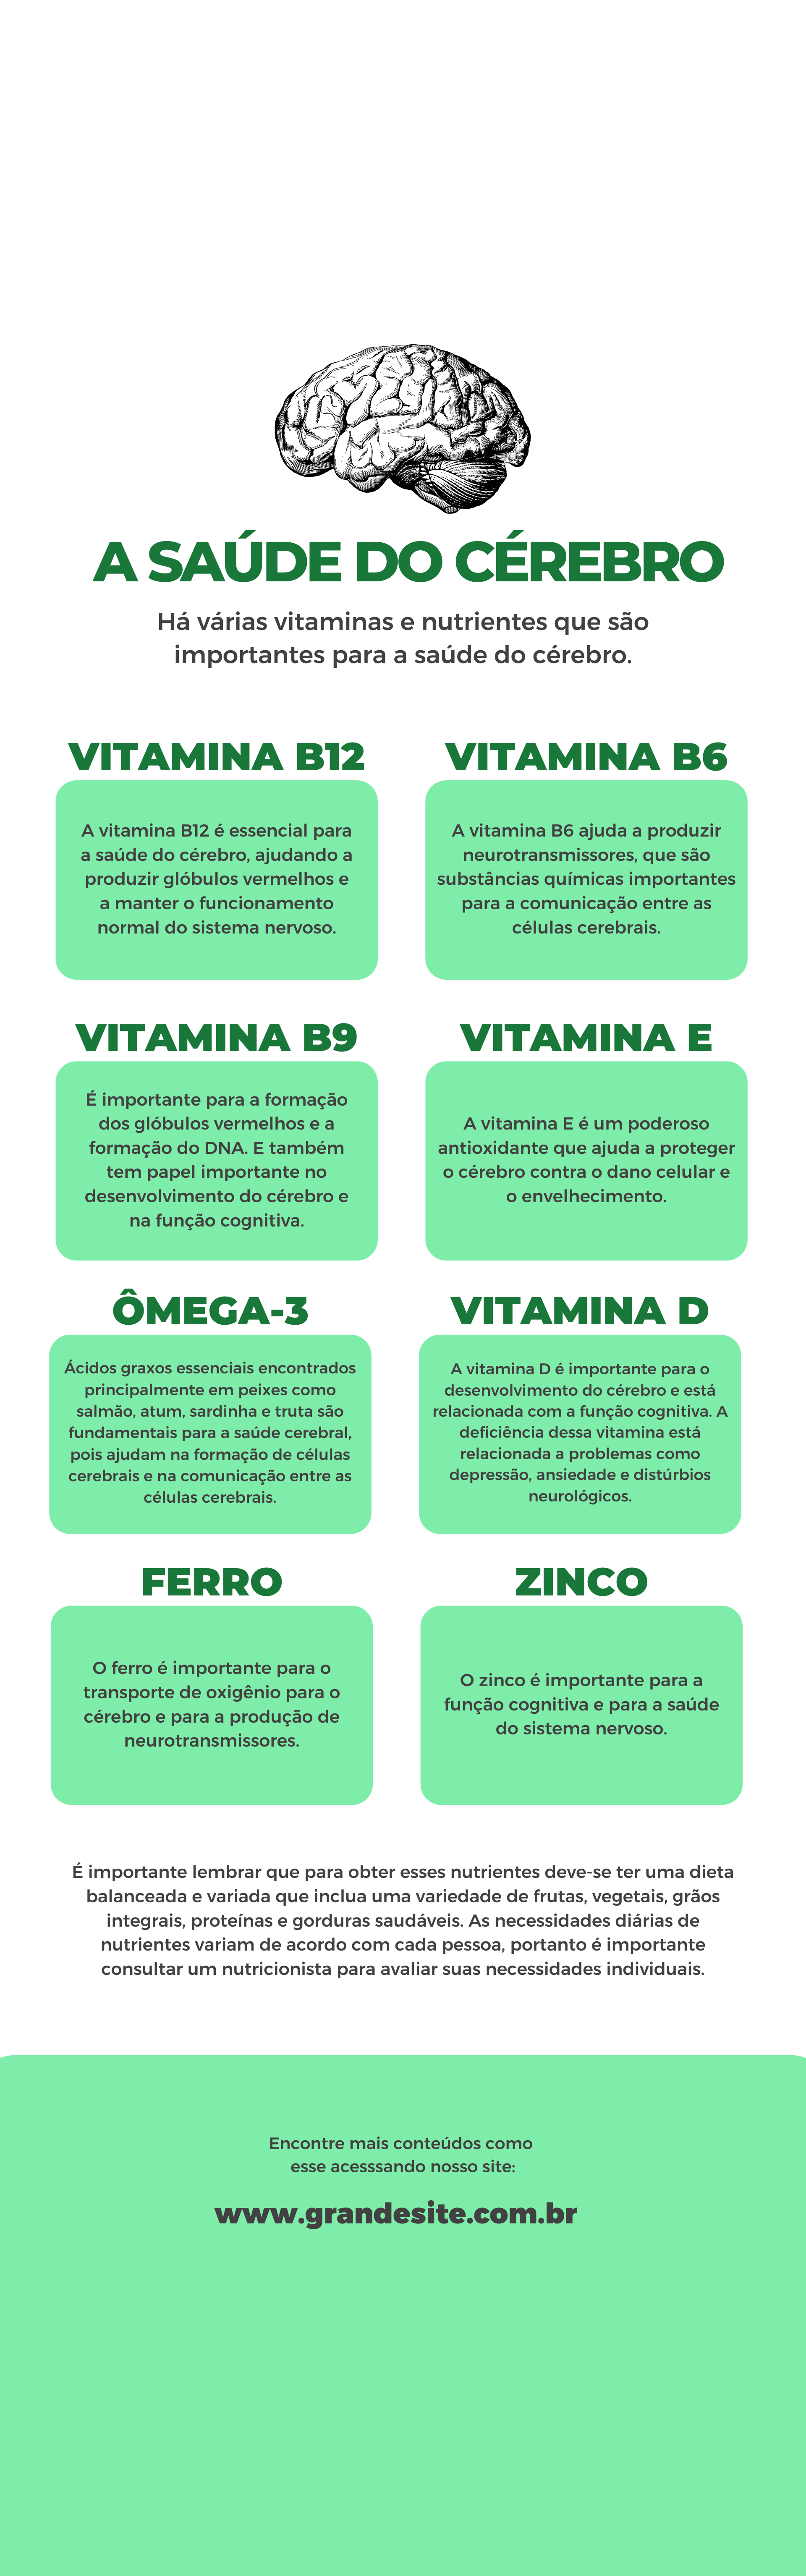 A SAÚDE DO CÉREBRO
Há várias vitaminas e nutrientes que são
importantes para a saúde do cérebro.
VITAMINA B12
A vitamina B12 é essencial para
a saúde do cérebro, ajudando a
produzir glóbulos vermelhos e
a manter o funcionamento
normal do sistema nervoso.
VITAMINA B6
A vitamina B6 ajuda a produzir
neurotransmissores, que são
substâncias químicas importantes
para a comunicação entre as
células cerebrais.
VITAMINA B9
É importante para a formação
dos glóbulos vermelhos e a
formação do DNA. E também
tem papel importante no
desenvolvimento do cérebro e
na função cognitiva.
VITAMINA E
A vitamina E é um poderoso
antioxidante que ajuda a proteger
o cérebro contra o dano celular e
o envelhecimento.
ÔMEGA-3
Ácidos graxos essenciais encontrados
principalmente em peixes como
salmão, atum, sardinha e truta são
fundamentais para a saúde cerebral,
pois ajudam na formação de células
cerebrais e na comunicação entre as
células cerebrais.
VITAMINA D
A vitamina D é importante para o
desenvolvimento do cérebro e está
relacionada com a função cognitiva. A
deficiência dessa vitamina está
relacionada a problemas como
depressão, ansiedade e distúrbios
neurológicos.
FERRO
O ferro é importante para o
transporte de oxigênio para o
cérebro e para a produção de
neurotransmissores.
ZINCO
O zinco é importante para a
função cognitiva e para a saúde
do sistema nervoso.
É importante lembrar que para obter esses nutrientes deve-se ter uma dieta
balanceada e variada que inclua uma variedade de frutas, vegetais, grãos
integrais, proteínas e gorduras saudáveis. As necessidades diárias de
nutrientes variam de acordo com cada pessoa, portanto é importante
consultar um nutricionista para avaliar suas necessidades individuais.
Encontre mais conteúdos como
esse acesssando nosso site:
www.grandesite.com.br